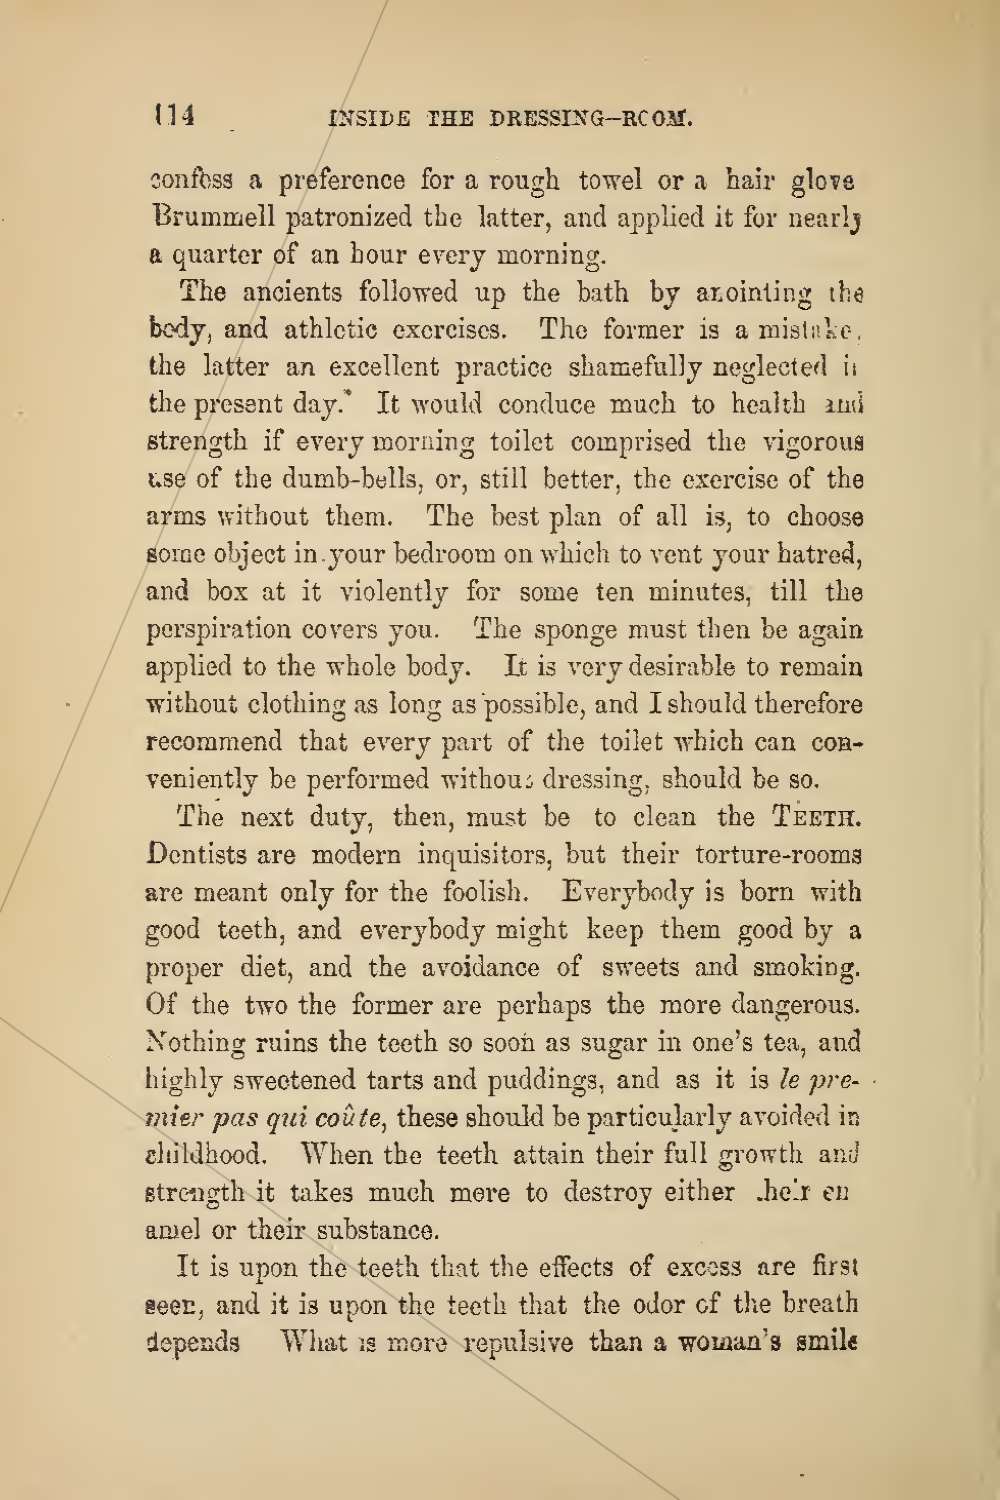 114 INSIDE THE DRESSING-ROOM.
confess a preference for a rough towel or a hair glove
Brummell patronized the latter, and applied it for nearly
a quarter of an hour every morning.
The ancients followed up the bath by anointing the
body, and athletic exercises. The former is a mistake,
the latter an excellent practice shamefully neglected in
the present day. It would conduce much to health and
strength if every morning toilet comprised the vigorous
use of the dumb-bells, or, still better, the exercise of the
arms without them. The best plan of all is, to choose
some object in your bedroom on which to vent your hatred,
and box at it violently for some ten minutes, till the
perspiration covers you. The sponge must then be again
applied to the whole body. It is very desirable to remain
without clothing as long as possible, and I should therefore
recommend that every part of the toilet which can con-
veniently be performed without dressing, should be so.
The next duty, then, must be to clean the TEETH.
Dentists are modern inquisitors, but their torture-rooms
are meant only for the foolish. Everybody is born with
good teeth, and everybody might keep them good by a
proper diet, and the avoidance of sweets and smoking.
Of the two the former are perhaps the more dangerous.
Nothing ruins the teeth so soon as sugar in one's tea, and
highly sweetened tarts and puddings, and as it is le pre-
mier pas qui coûte, these should be particularly avoided in
childhood. When the teeth attain their full growth and
strength it takes much more to destroy either their en
amel or their substance.
It is upon the teeth that the effects of excess are first
seen, and it is upon the teeth that the odor of the breath
depends What is more repulsive than a woman's smile